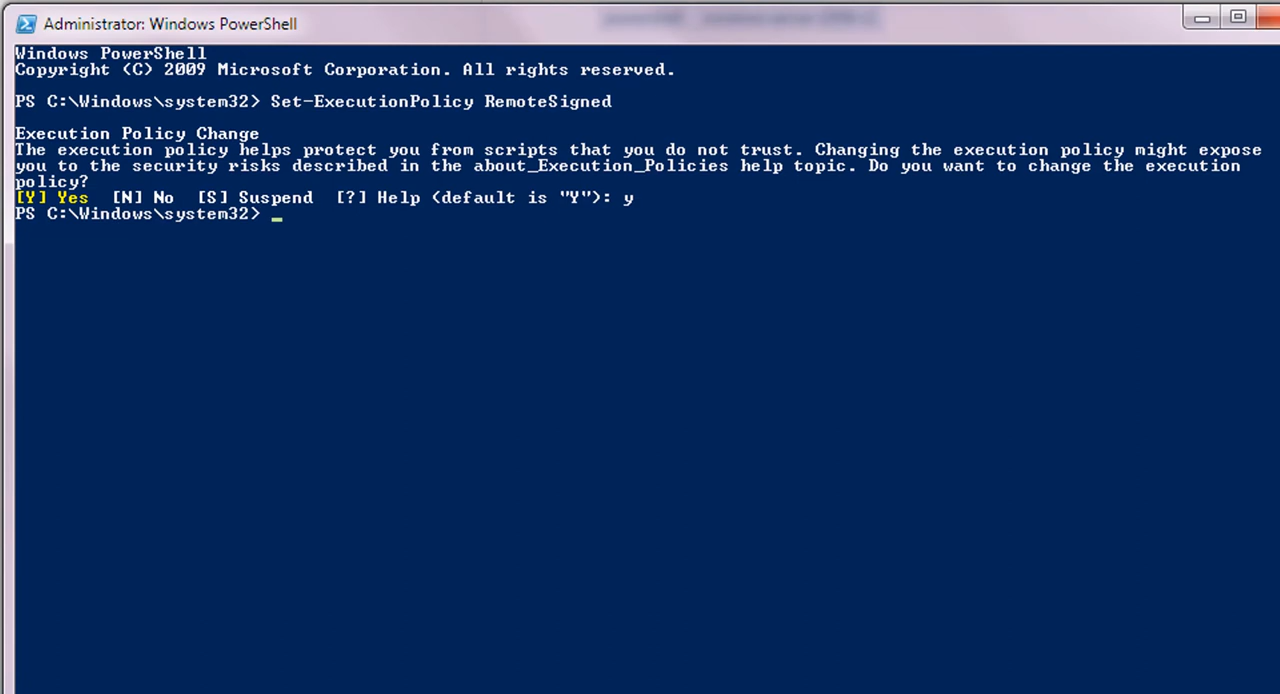 Administrator: Windows PowerShell
Windows PowerShell
Copyright (C) 2009 Microsoft Corporation. All rights reserved.
PS C:\Windows\system32> Set-ExecutionPolicy RemoteSigned
Execution Policy Change
The execution policy helps protect you from scripts that you do not trust. Changing the execution policy might expose
you to the security risks described in the about_Execution_Policies help topic. Do you want to change the execution
policy?
[Y] Yes  [N] No  [S] Suspend  [?] Help (default is "Y"): y
PS C:\Windows\system32> _